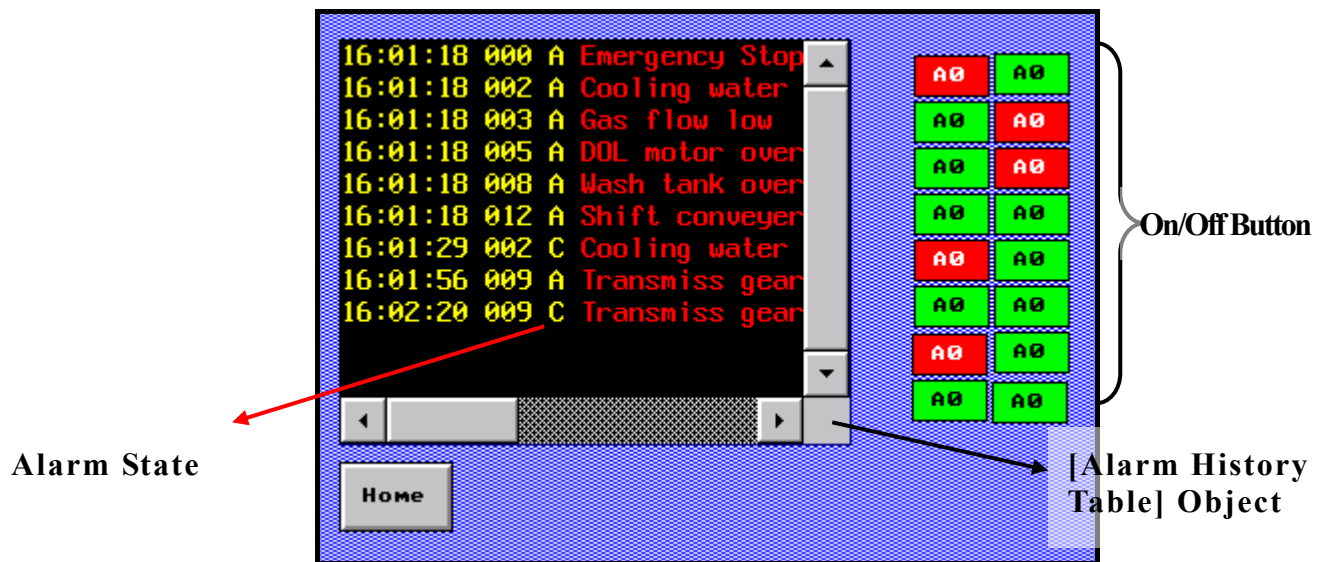 16:01:18 000 A Emergency Stop
16:01:18 002 A Cooling water
16:01:18 003 A Gas flow low
16:01:18 005 A DOL motor over
16:01:18 008 A Wash tank over
16:01:18 012 A Shift conveyer
16:01:29 002 C Cooling water
16:01:56 009 A Transmiss gear
16:02:20 009 C Transmiss gear
A0 A0
A0 A0
A0 A0
A0 A0
A0 A0
A0 A0
A0 A0
A0 A0
On/Off Button
Alarm State
[Alarm History
Table] Object
Home